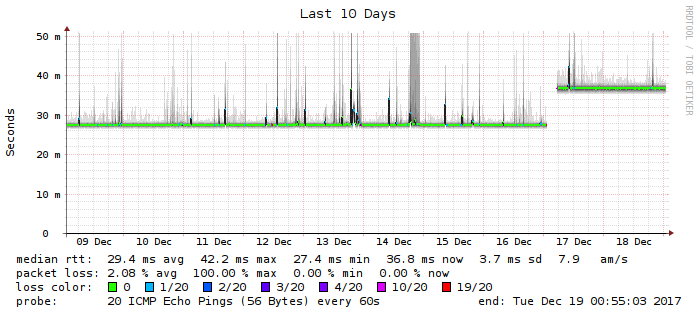 Last 10 Days
RRDTOOL / TOBI OETIKER
Seconds
50 m
40 m
30 m
20 m
10 m
0
09 Dec 10 Dec 11 Dec 12 Dec 13 Dec 14 Dec 15 Dec 16 Dec 17 Dec 18 Dec
median rtt: 29.4 ms avg 42.2 ms max 27.4 ms min 36.8 ms now 3.7 ms sd 7.9 am/s
packet loss: 2.08 % avg 100.00 % max 0.00 % min 0.00 % now
loss color: 0 1/20 2/20 3/20 4/20 10/20 19/20
probe: 20 ICMP Echo Pings (56 Bytes) every 60s end: Tue Dec 19 00:55:03 2017